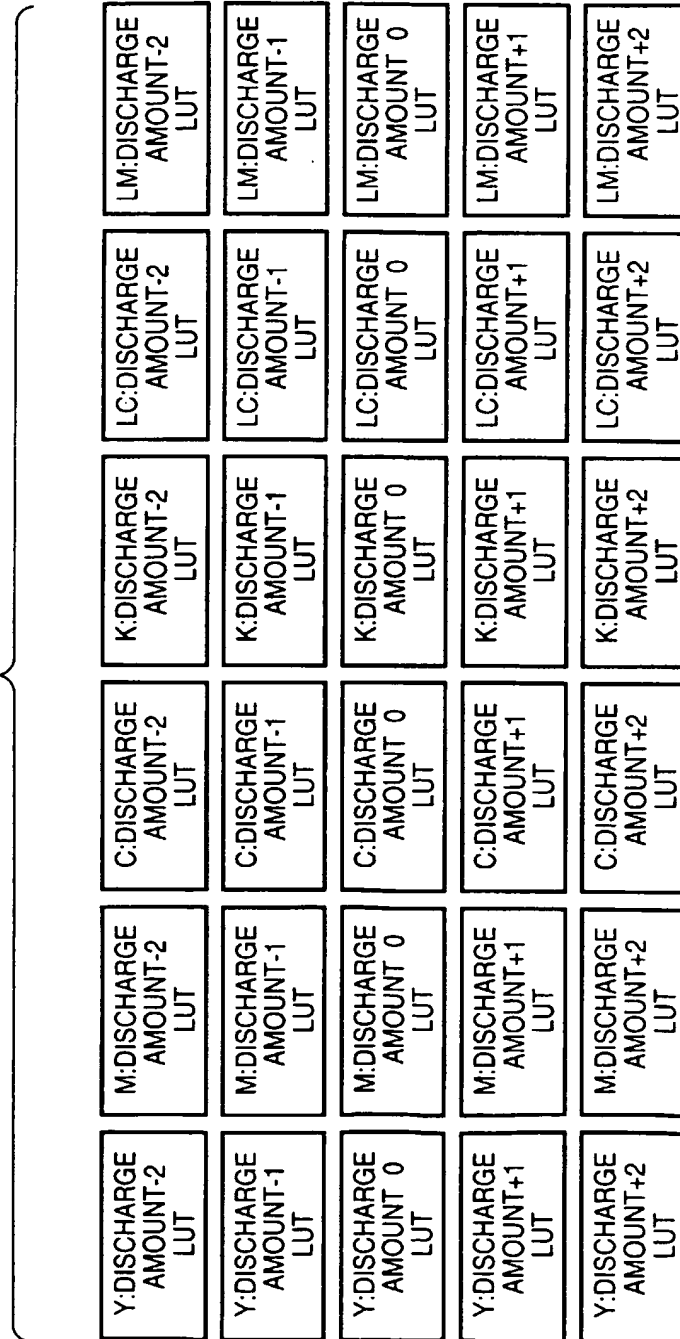 Y:DISCHARGE
AMOUNT-2
LUT
M:DISCHARGE
AMOUNT-2
LUT
C:DISCHARGE
AMOUNT-2
LUT
K:DISCHARGE
AMOUNT-2
LUT
LC:DISCHARGE
AMOUNT-2
LUT
LM:DISCHARGE
AMOUNT-2
LUT
Y:DISCHARGE
AMOUNT-1
LUT
M:DISCHARGE
AMOUNT-1
LUT
C:DISCHARGE
AMOUNT-1
LUT
K:DISCHARGE
AMOUNT-1
LUT
LC:DISCHARGE
AMOUNT-1
LUT
LM:DISCHARGE
AMOUNT-1
LUT
Y:DISCHARGE
AMOUNT 0
LUT
M:DISCHARGE
AMOUNT 0
LUT
C:DISCHARGE
AMOUNT 0
LUT
K:DISCHARGE
AMOUNT 0
LUT
LC:DISCHARGE
AMOUNT 0
LUT
LM:DISCHARGE
AMOUNT 0
LUT
Y:DISCHARGE
AMOUNT+1
LUT
M:DISCHARGE
AMOUNT+1
LUT
C:DISCHARGE
AMOUNT+1
LUT
K:DISCHARGE
AMOUNT+1
LUT
LC:DISCHARGE
AMOUNT+1
LUT
LM:DISCHARGE
AMOUNT+1
LUT
Y:DISCHARGE
AMOUNT+2
LUT
M:DISCHARGE
AMOUNT+2
LUT
C:DISCHARGE
AMOUNT+2
LUT
K:DISCHARGE
AMOUNT+2
LUT
LC:DISCHARGE
AMOUNT+2
LUT
LM:DISCHARGE
AMOUNT+2
LUT